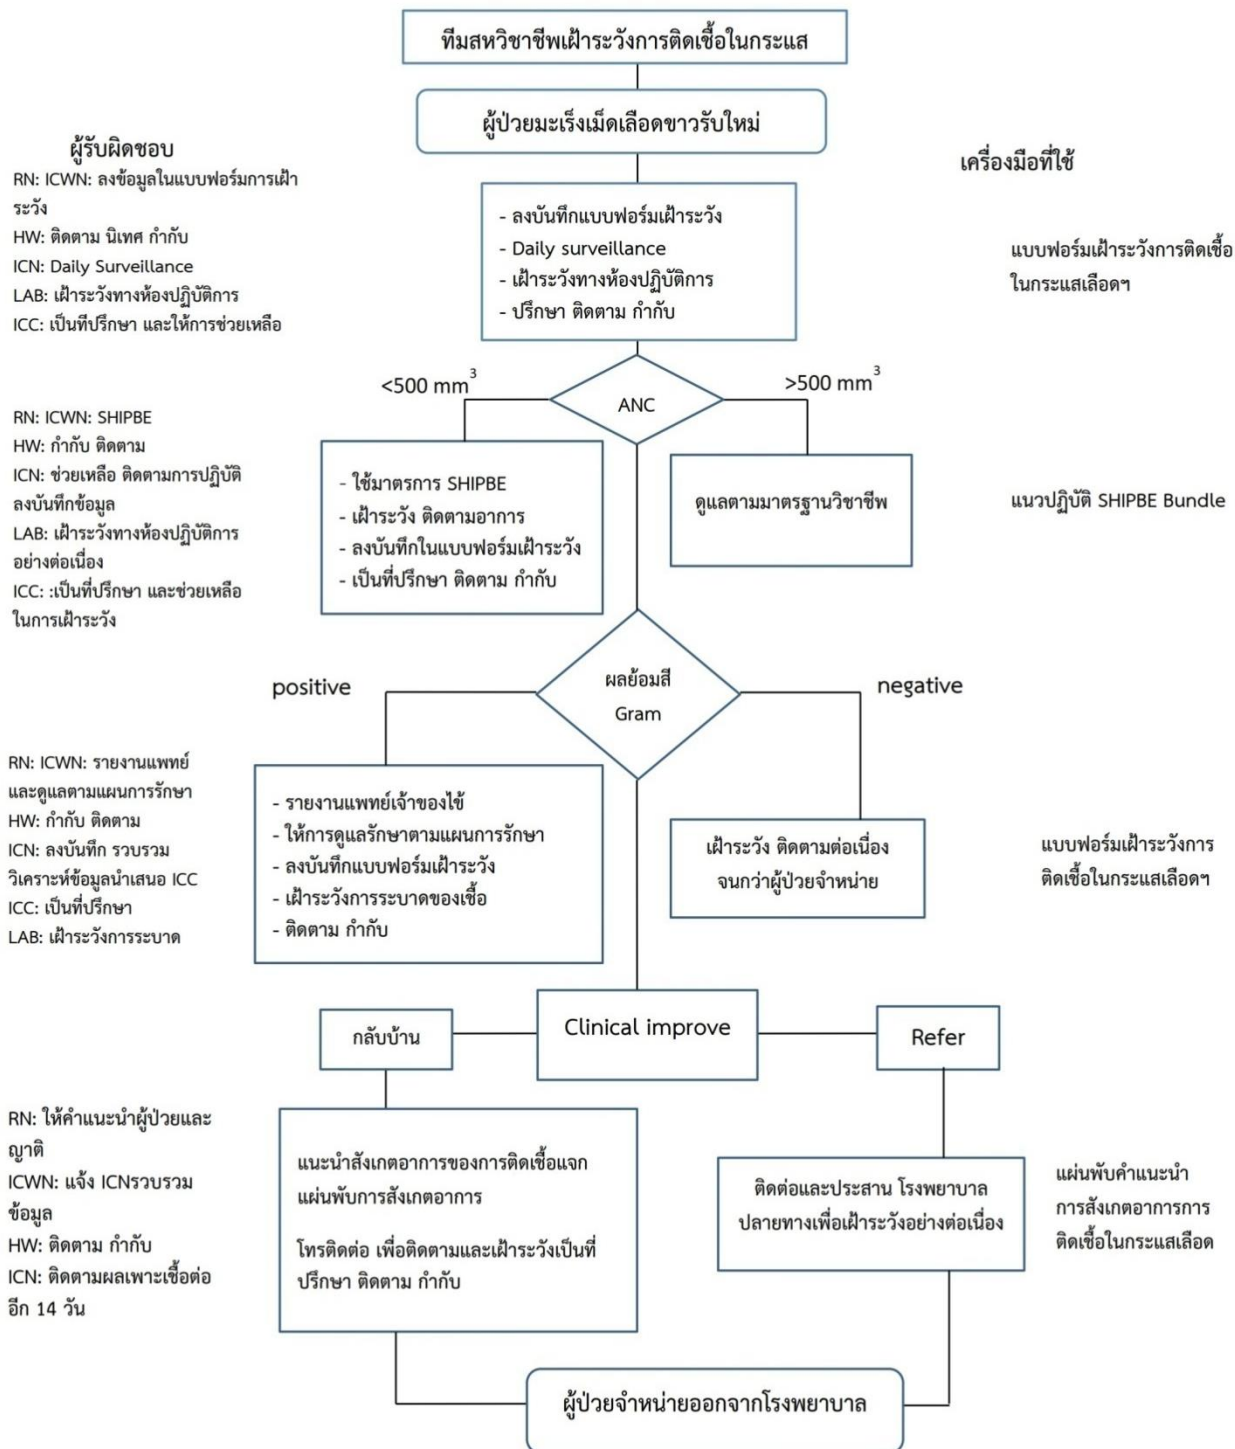 ทีมสหวิชาชีพเฝ้าระวังการติดเชื้อในกระแส
ผู้ป่วยมะเร็งเม็ดเลือดขาวรับใหม่
ผู้รับผิดชอบ
RN: ICWN: ลงข้อมูลในแบบฟอร์มการเฝ้า
ระวัง
HW: ติดตาม นิเทศ กำกับ
ICN: Daily Surveillance
LAB: เฝ้าระวังทางห้องปฏิบัติการ
ICC: เป็นทีปรึกษา และให้การช่วยเหลือ
- ลงบันทึกแบบฟอร์มเฝ้าระวัง
- Daily surveillance
- เฝ้าระวังทางห้องปฏิบัติการ
- ปรึกษา ติดตาม กำกับ
เครื่องมือที่ใช้
แบบฟอร์มเฝ้าระวังการติดเชื้อ
ในกระแสเลือดฯ
<500 mm3
ANC
>500 mm3
RN: ICWN: SHIPBE
HW: กำกับ ติดตาม
ICN: ช่วยเหลือ ติดตามการปฏิบัติ
ลงบันทึกข้อมูล
LAB: เฝ้าระวังทางห้องปฏิบัติการ
อย่างต่อเนื่อง
ICC: :เป็นที่ปรึกษา และช่วยเหลือ
ในการเฝ้าระวัง
- ใช้มาตรการ SHIPBE
- เฝ้าระวัง ติดตามอาการ
- ลงบันทึกในแบบฟอร์มเฝ้าระวัง
- เป็นที่ปรึกษา ติดตาม กำกับ
ดูแลตามมาตรฐานวิชาชีพ
แนวปฏิบัติ SHIPBE Bundle
positive
ผลย้อมสี
Gram
negative
RN: ICWN: รายงานแพทย์
และดูแลตามแผนการรักษา
HW: กำกับ ติดตาม
ICN: ลงบันทึก รวบรวม
วิเคราะห์ข้อมูลนำเสนอ ICC
ICC: เป็นที่ปรึกษา
LAB: เฝ้าระวังการระบาด
- รายงานแพทย์เจ้าของไข้
- ให้การดูแลรักษาตามแผนการรักษา
- ลงบันทึกแบบฟอร์มเฝ้าระวัง
- เฝ้าระวังการระบาดของเชื้อ
- ติดตาม กำกับ
เฝ้าระวัง ติดตามต่อเนื่อง
จนกว่าผู้ป่วยจำหน่าย
แบบฟอร์มเฝ้าระวังการ
ติดเชื้อในกระแสเลือดฯ
กลับบ้าน
Clinical improve
Refer
RN: ให้คำแนะนำผู้ป่วยและ
ญาติ
ICWN: แจ้ง ICNรวบรวม
ข้อมูล
HW: ติดตาม กำกับ
ICN: ติดตามผลเพาะเชื้อต่อ
อีก 14 วัน
แนะนำสังเกตอาการของการติดเชื้อแจก
แผ่นพับการสังเกตอาการ
โทรติดต่อ เพื่อติดตามและเฝ้าระวังเป็นที่
ปรึกษา ติดตาม กำกับ
ติดต่อและประสาน โรงพยาบาล
ปลายทางเพื่อเฝ้าระวังอย่างต่อเนื่อง
แผ่นพับคำแนะนำ
การสังเกตอาการการ
ติดเชื้อในกระแสเลือด
ผู้ป่วยจำหน่ายออกจากโรงพยาบาล